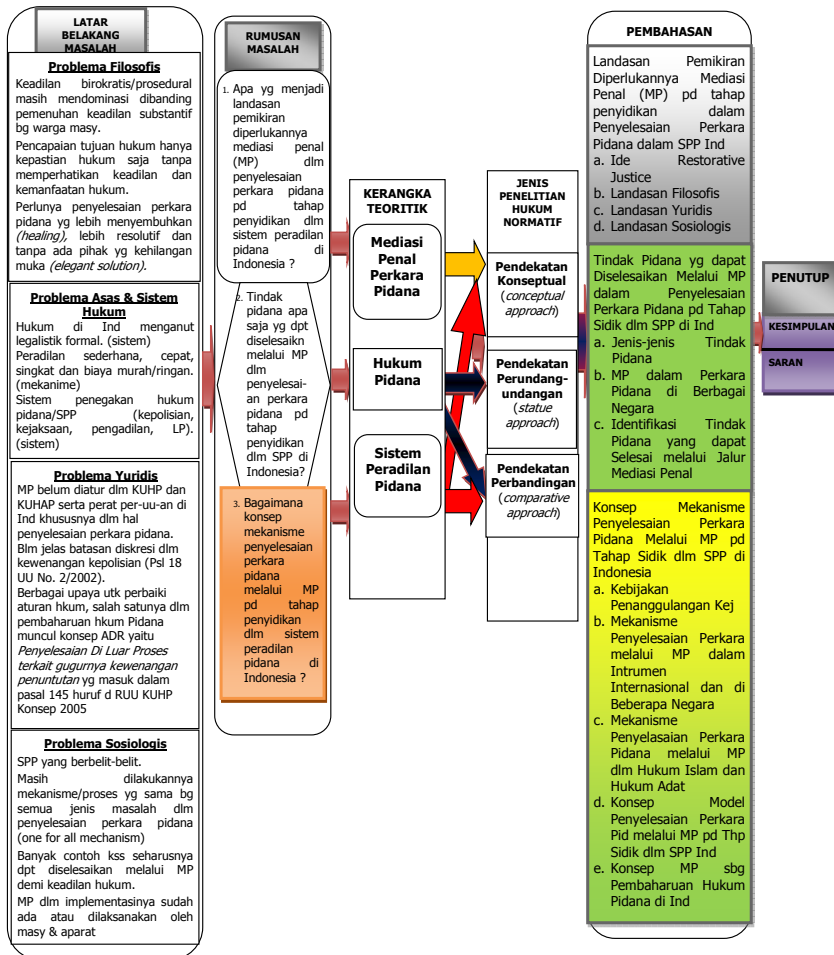 LATAR
BELAKANG
MASALAH
Problema Filosofis
Keadilan birokratis/prosedural
masih mendominasi dibanding
pemenuhan keadilan substantif
bg warga masy.
Pencapaian tujuan hukum hanya
kepastian hukum saja tanpa
memperhatikan keadilan dan
kemanfaatan hukum.
Perlunya penyelesaian perkara
pidana yg lebih menyembuhkan
(healing), lebih resolutif dan
tanpa ada pihak yg kehilangan
muka (elegant solution).
Problema Asas & Sistem
Hukum
Hukum di Ind menganut
legalistik formal. (sistem)
Peradilan sederhana, cepat,
singkat dan biaya murah/ringan.
(mekanime)
Sistem penegakan hukum
pidana/SPP (kepolisian,
kejaksaan, pengadilan, LP).
(sistem)
Problema Yuridis
MP belum diatur dlm KUHP dan
KUHAP serta perat per-uu-an di
Ind khususnya dlm hal
penyelesaian perkara pidana.
Blm jelas batasan diskresi dlm
kewenangan kepolisian (Psl 18
UU No. 2/2002).
Berbagai upaya utk perbaiki
aturan hkum, salah satunya dlm
pembaharuan hkum Pidana
muncul konsep ADR yaitu
Penyelesaian Di Luar Proses
terkait gugurnya kewenangan
penuntutan yg masuk dalam
pasal 145 huruf d RUU KUHP
Konsep 2005
Problema Sosiologis
SPP yang berbelit-belit.
Masih dilakukannya
mekanisme/proses yg sama bg
semua jenis masalah dlm
penyelesaian perkara pidana
(one for all mechanism)
Banyak contoh kss seharusnya
dpt diselesaikan melalui MP
demi keadilan hukum.
MP dlm implementasinya sudah
ada atau dilaksanakan oleh
masy & aparat
RUMUSAN
MASALAH
1. Apa yg menjadi
landasan
pemikiran
diperlukannya
mediasi penal
(MP) dlm
penyelesaian
perkara pidana
pd tahap
penyidikan dlm
sistem peradilan
pidana di
Indonesia ?
2. Tindak
pidana apa
saja yg dpt
diselesaikn
melalui MP
dlm
penyelesai-
an perkara
pidana pd
tahap
penyidikan
dlm SPP di
Indonesia?
3. Bagaimana
konsep
mekanisme
penyelesaian
perkara
pidana
melalui MP
pd tahap
penyidikan
dlm sistem
peradilan
pidana di
Indonesia ?
KERANGKA
TEORITIK
Mediasi
Penal
Perkara
Pidana
Hukum
Pidana
Sistem
Peradilan
Pidana
JENIS
PENELITIAN
HUKUM
NORMATIF
Pendekatan
Konseptual
(conceptual
approach)
Pendekatan
Perundang-
undangan
(statue
approach)
Pendekatan
Perbandingan
(comparative
approach)
PEMBAHASAN
Landasan Pemikiran
Diperlukannya Mediasi
Penal (MP) pd tahap
penyidikan dalam
Penyelesaian Perkara
Pidana dalam SPP Ind
a. Ide Restorative
Justice
b. Landasan Filosofis
c. Landasan Yuridis
d. Landasan Sosiologis
Tindak Pidana yg dapat
Diselesaikan Melalui MP
dalam Penyelesaian
Perkara Pidana pd Tahap
Sidik dlm SPP di Ind
a. Jenis-jenis Tindak
Pidana
b. MP dalam Perkara
Pidana di Berbagai
Negara
c. Identifikasi Tindak
Pidana yang dapat
Selesai melalui Jalur
Mediasi Penal
Konsep Mekanisme
Penyelesaian Perkara
Pidana Melalui MP pd
Tahap Sidik dlm SPP di
Indonesia
a. Kebijakan
Penanggulangan Kej
b. Mekanisme
Penyelesaian Perkara
melalui MP dalam
Intrumen
Internasional dan di
Beberapa Negara
c. Mekanisme
Penyelasaian Perkara
Pidana melalui MP
dlm Hukum Islam dan
Hukum Adat
d. Konsep Model
Penyelesaian Perkara
Pid melalui MP pd Thp
Sidik dlm SPP Ind
e. Konsep MP sbg
Pembaharuan Hukum
Pidana di Ind
PENUTUP
KESIMPULAN
SARAN